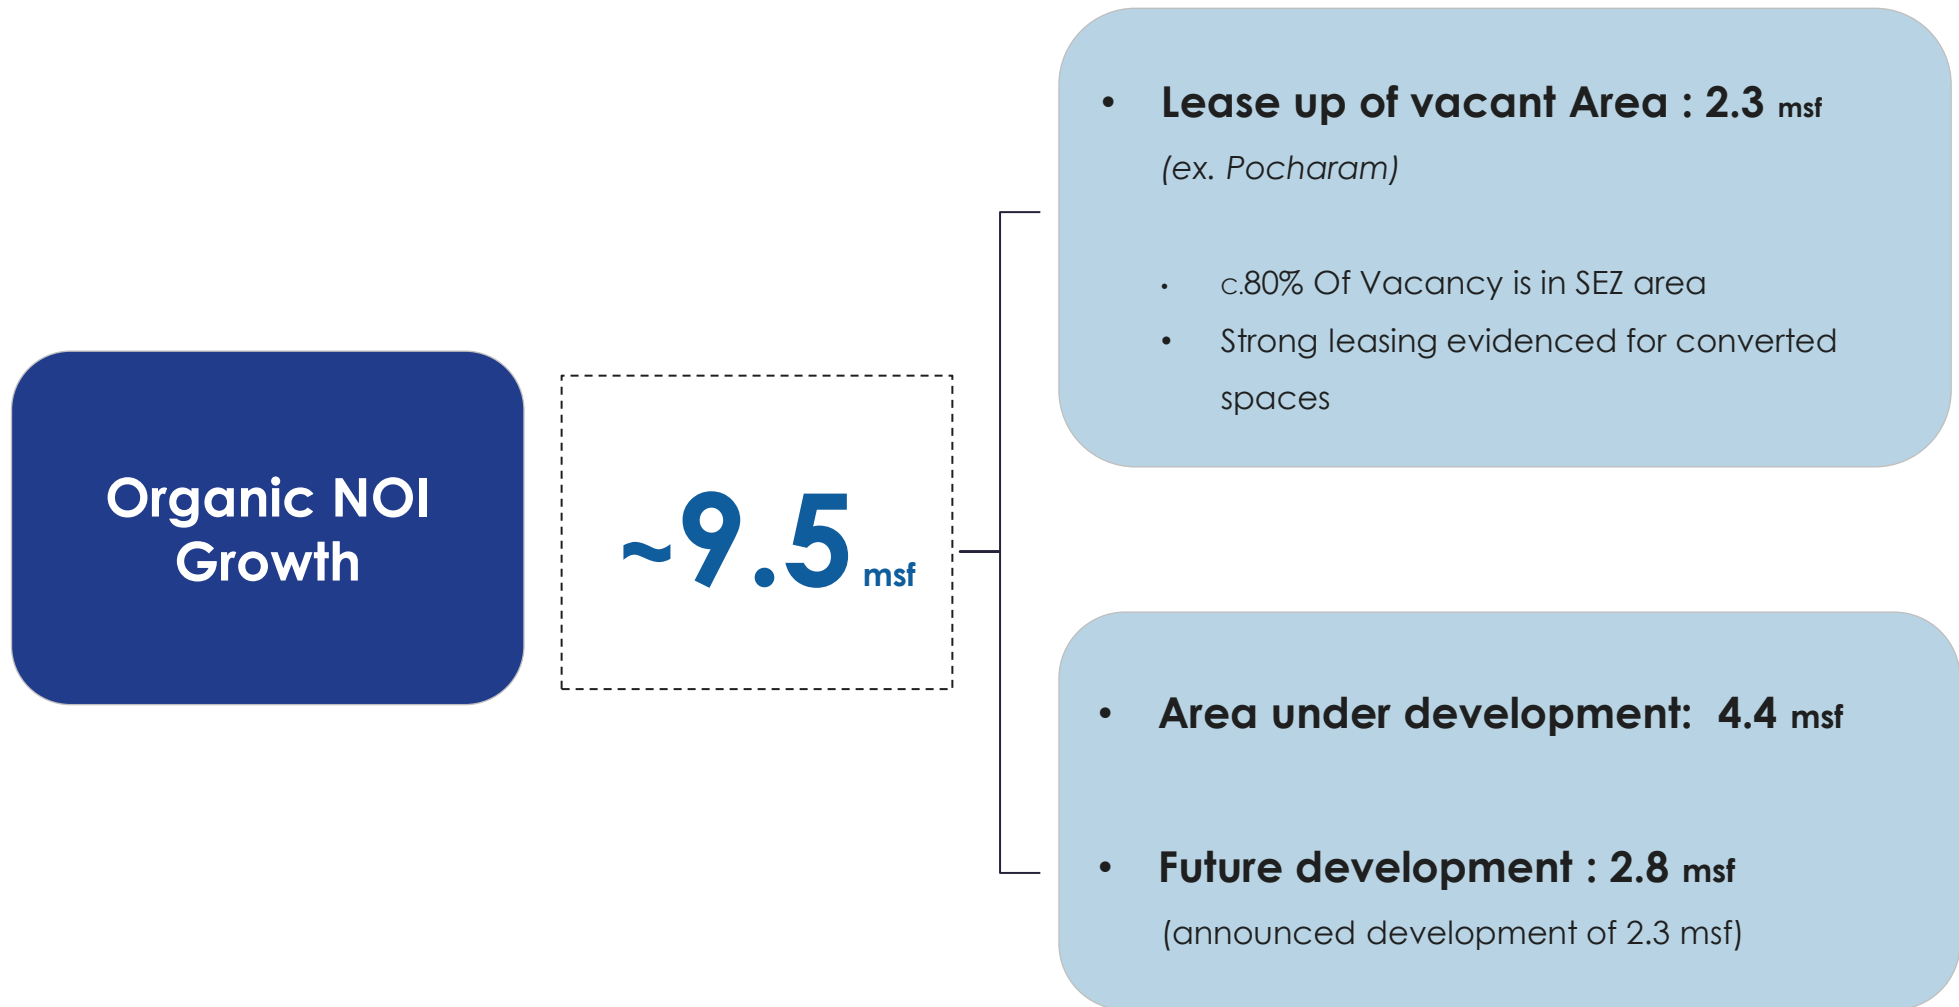 Organic NOI
Growth
~9.5 msf
• Lease up of vacant Area : 2.3 msf
(ex. Pocharam)
• c.80% Of Vacancy is in SEZ area
• Strong leasing evidenced for converted
spaces
• Area under development: 4.4 msf
• Future development : 2.8 msf
(announced development of 2.3 msf)